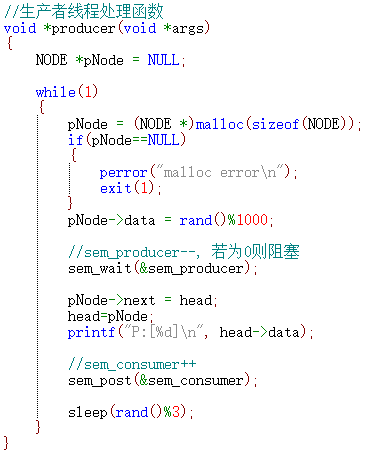 //生产者线程处理函数
void *producer(void *args)
{
    NODE *pNode = NULL;

    while(1)
    {
        pNode = (NODE *)malloc(sizeof(NODE));
        if(pNode==NULL)
        {
            perror("malloc error\n");
            exit(1);
        }
        pNode->data = rand()%1000;

        //sem_producer--, 若为0则阻塞
        sem_wait(&sem_producer);

        pNode->next = head;
        head=pNode;
        printf("P:[%d]\n", head->data);

        //sem_consumer++
        sem_post(&sem_consumer);

        sleep(rand()%3);
    }
}